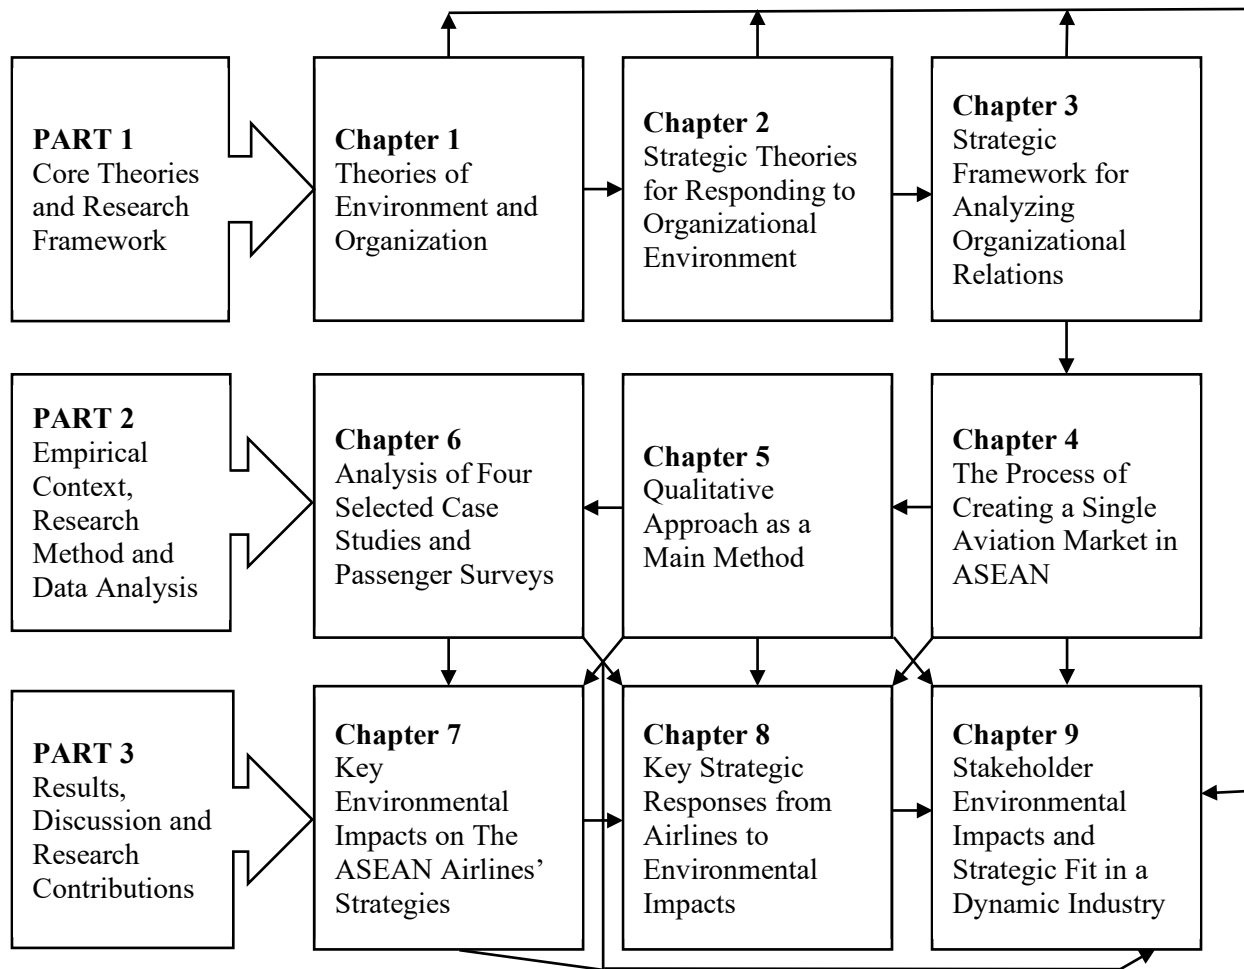 PART 1
Core Theories
and Research
Framework
Chapter 1
Theories of
Environment and
Organization
Chapter 2
Strategic Theories
for Responding to
Organizational
Environment
Chapter 3
Strategic
Framework for
Analyzing
Organizational
Relations
PART 2
Empirical
Context,
Research
Method and
Data Analysis
Chapter 6
Analysis of Four
Selected Case
Studies and
Passenger Surveys
Chapter 5
Qualitative
Approach as a
Main Method
Chapter 4
The Process of
Creating a Single
Aviation Market in
ASEAN
PART 3
Results,
Discussion and
Research
Contributions
Chapter 7
Key
Environmental
Impacts on The
ASEAN Airlines’
Strategies
Chapter 8
Key Strategic
Responses from
Airlines to
Environmental
Impacts
Chapter 9
Stakeholder
Environmental
Impacts and
Strategic Fit in a
Dynamic Industry